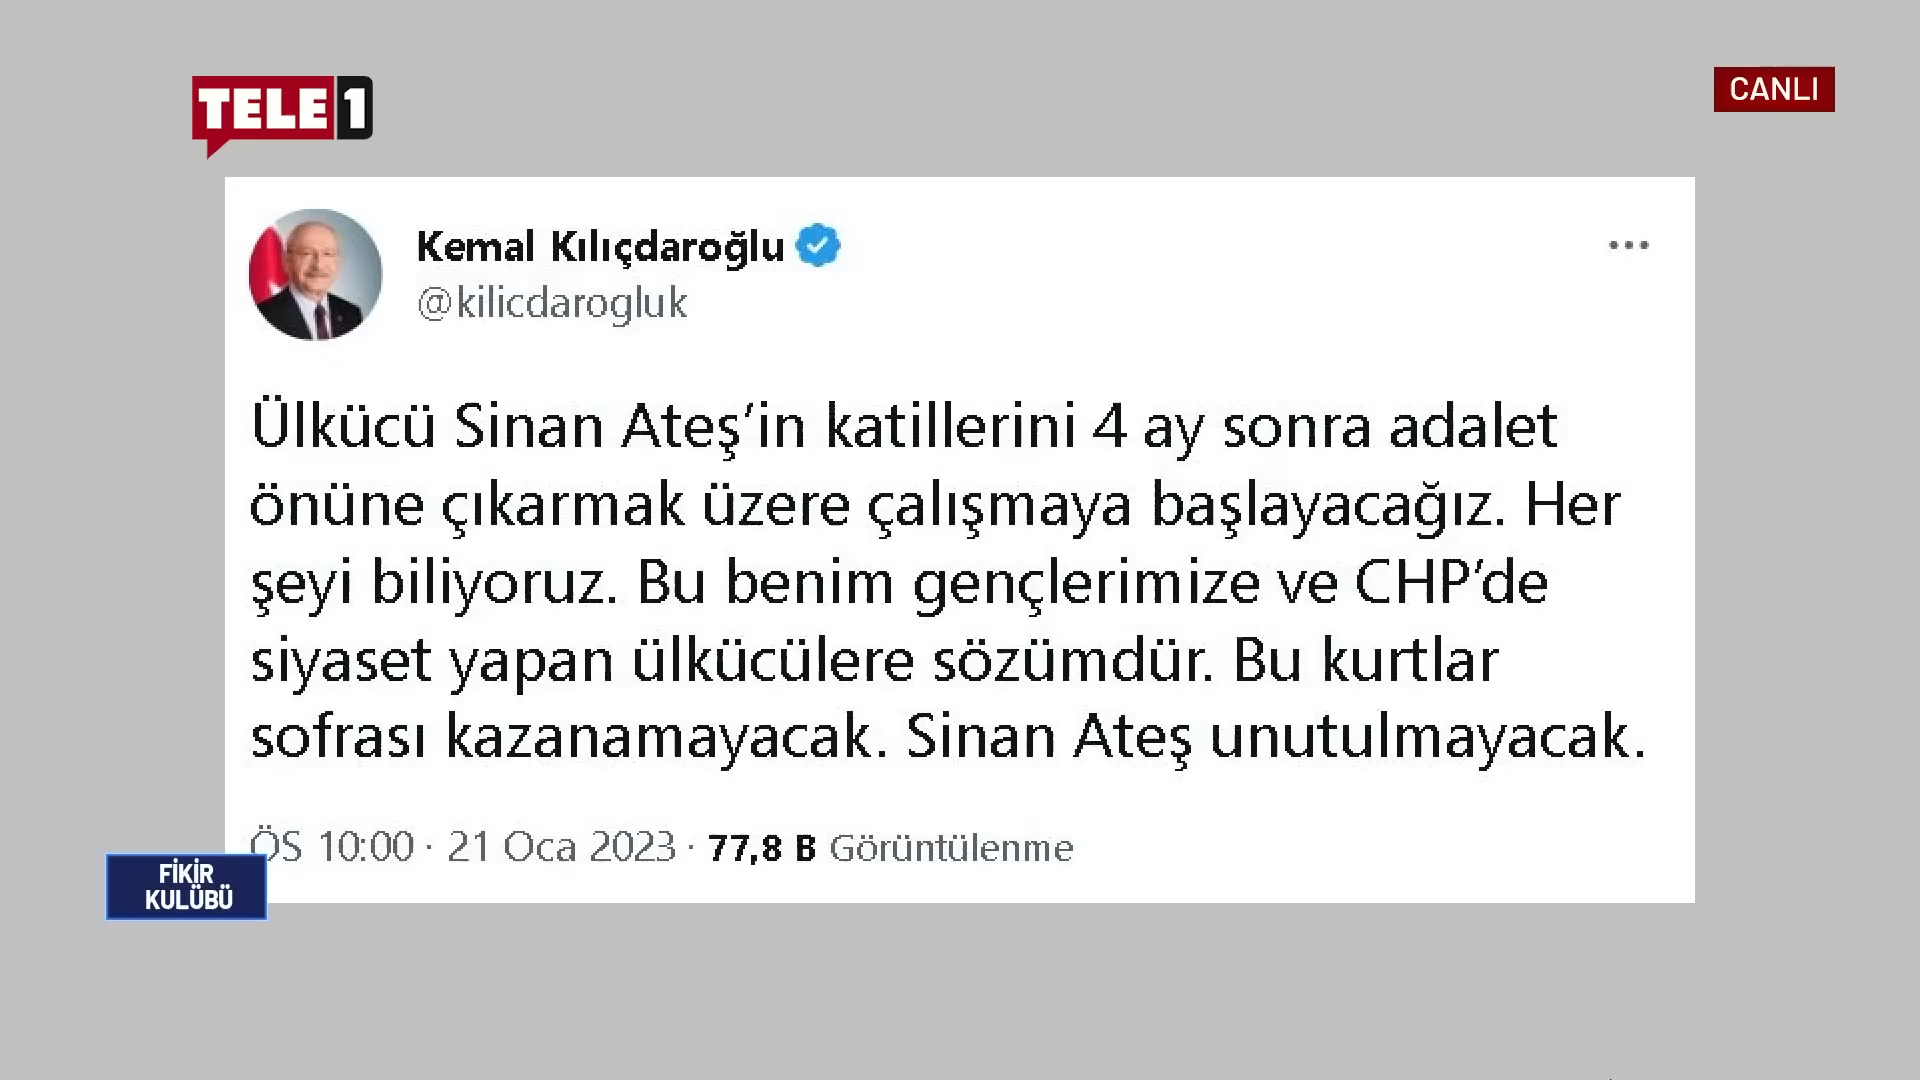 TELE1
CANLI
Kemal Kılıçdaroğlu
@kilicdarogluk
Ülkücü Sinan Ateş'in katillerini 4 ay sonra adalet
önüne çıkarmak üzere çalışmaya başlayacağız. Her
şeyi biliyoruz. Bu benim gençlerimize ve CHP'de
siyaset yapan ülkücülere sözümdür. Bu kurtlar
sofrası kazanamayacak. Sinan Ateş unutulmayacak.
ÖS 10:00 · 21 Oca 2023 · 77,8 B Görüntülenme
FİKİR
KULÜBÜ